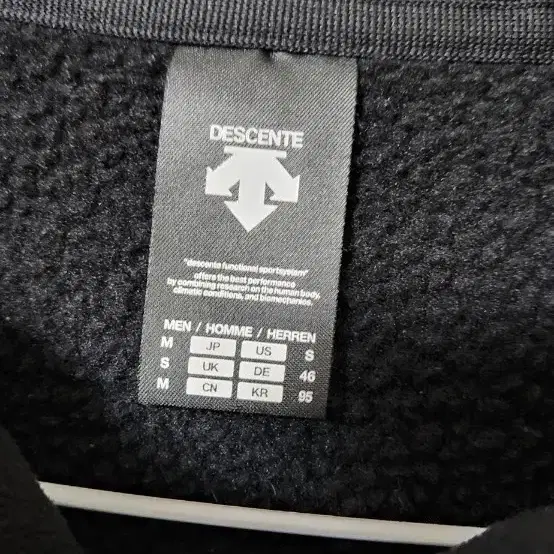 DESCENTE
"descente functional sportsystem"
offers the best performance
by combining research on the human body,
climatic conditions, and biomechanics.
MEN / HOMME / HERREN
M JP US S
S UK DE 46
M CN KR 95